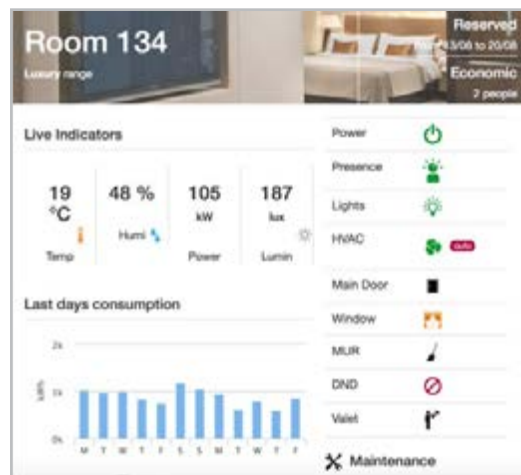 Room 134
Luxury range
Reserved
13/08 to 20/08
Economic
2 people
Live Indicators
19
°C
Temp
48 %
Humi
105
kW
Power
187
lux
Lumin
Last days consumption
2k
1k
0k
kWh
M T W T F S S M T W T F
Power
Presence
Lights
HVAC
auto
Main Door
Window
MUR
DND
Valet
Maintenance